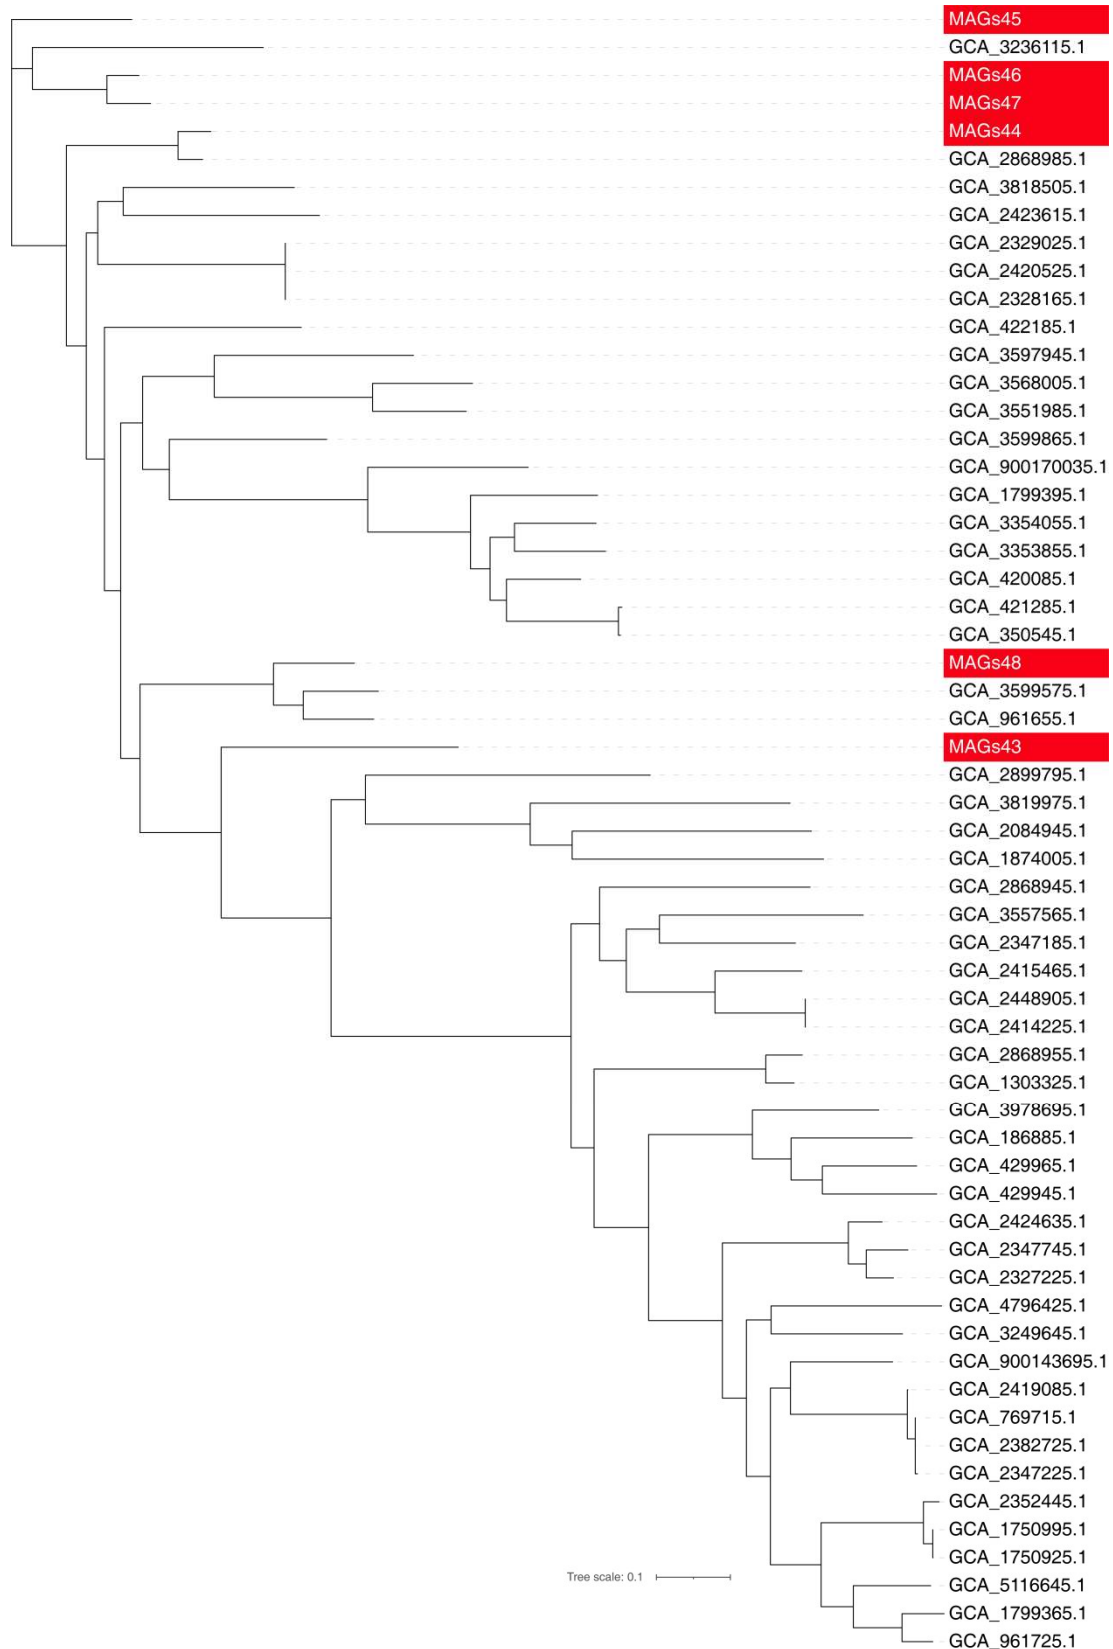 MAGs45
GCA_3236115.1
MAGs46
MAGs47
MAGs44
GCA_2868985.1
GCA_3818505.1
GCA_2423615.1
GCA_2329025.1
GCA_2420525.1
GCA_2328165.1
GCA_422185.1
GCA_3597945.1
GCA_3568005.1
GCA_3551985.1
GCA_3599865.1
GCA_900170035.1
GCA_1799395.1
GCA_3354055.1
GCA_3353855.1
GCA_420085.1
GCA_421285.1
GCA_350545.1
MAGs48
GCA_3599575.1
GCA_961655.1
MAGs43
GCA_2899795.1
GCA_3819975.1
GCA_2084945.1
GCA_1874005.1
GCA_2868945.1
GCA_3557565.1
GCA_2347185.1
GCA_2415465.1
GCA_2448905.1
GCA_2414225.1
GCA_2868955.1
GCA_1303325.1
GCA_3978695.1
GCA_186885.1
GCA_429965.1
GCA_429945.1
GCA_2424635.1
GCA_2347745.1
GCA_2327225.1
GCA_4796425.1
GCA_3249645.1
GCA_900143695.1
GCA_2419085.1
GCA_769715.1
GCA_2382725.1
GCA_2347225.1
GCA_2352445.1
GCA_1750995.1
GCA_1750925.1
Tree scale: 0.1
GCA_5116645.1
GCA_1799365.1
GCA_961725.1